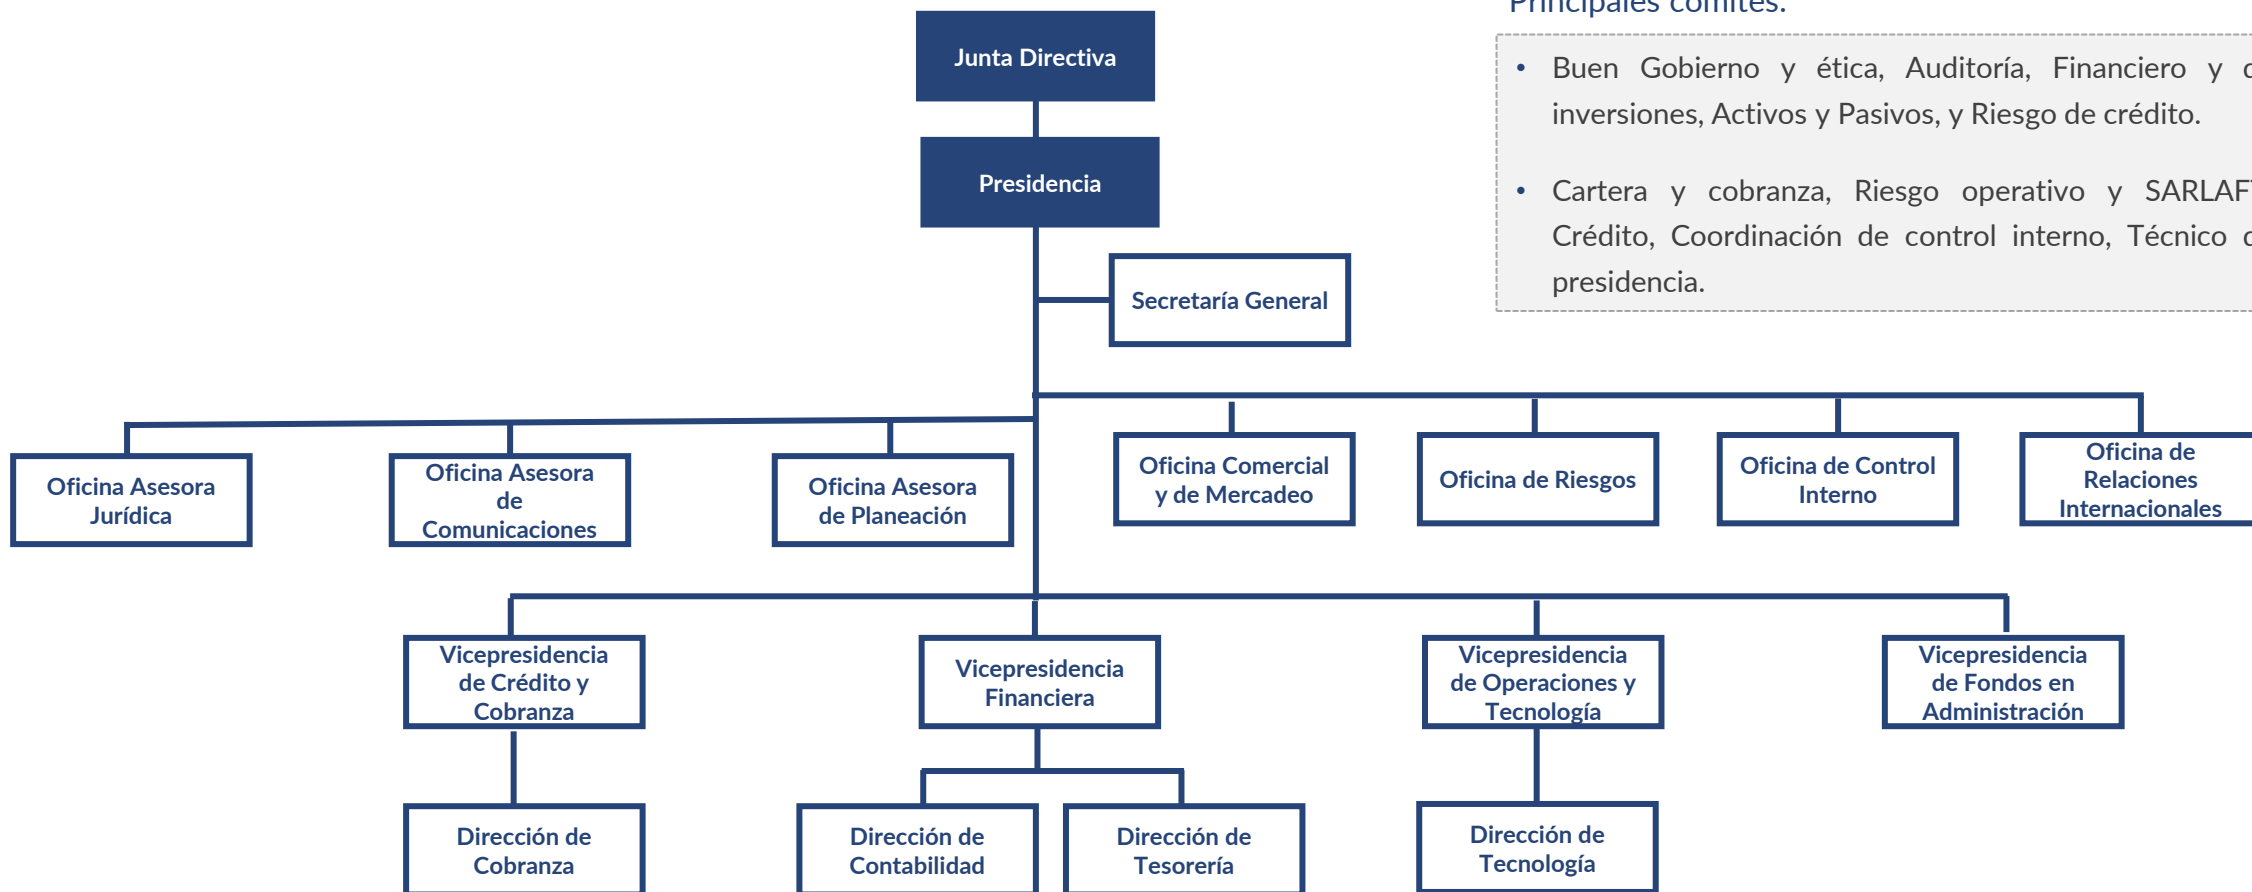 Principales comités:
Junta Directiva
Buen Gobierno y ética, Auditoría, Financiero y
inversiones, Activos y Pasivos, y Riesgo de crédito.
Presidencia
Cartera y cobranza, Riesgo operativo y SARLAFT
Crédito, Coordinación de control interno, Técnico
presidencia.
Secretaría General
Oficina Asesora
Jurídica
Oficina Asesora
de
Comunicaciones
Oficina Asesora
de Planeación
Oficina Comercial
y de Mercadeo
Oficina de Riesgos
Oficina de Control
Interno
Oficina de
Relaciones
Internacionales
Vicepresidencia
de Crédito y
Cobranza
Vicepresidencia
Financiera
Vicepresidencia
de Operaciones y
Tecnología
Vicepresidencia
de Fondos en
Administración
Dirección de
Cobranza
Dirección de
Contabilidad
Dirección de
Tesorería
Dirección de
Tecnología